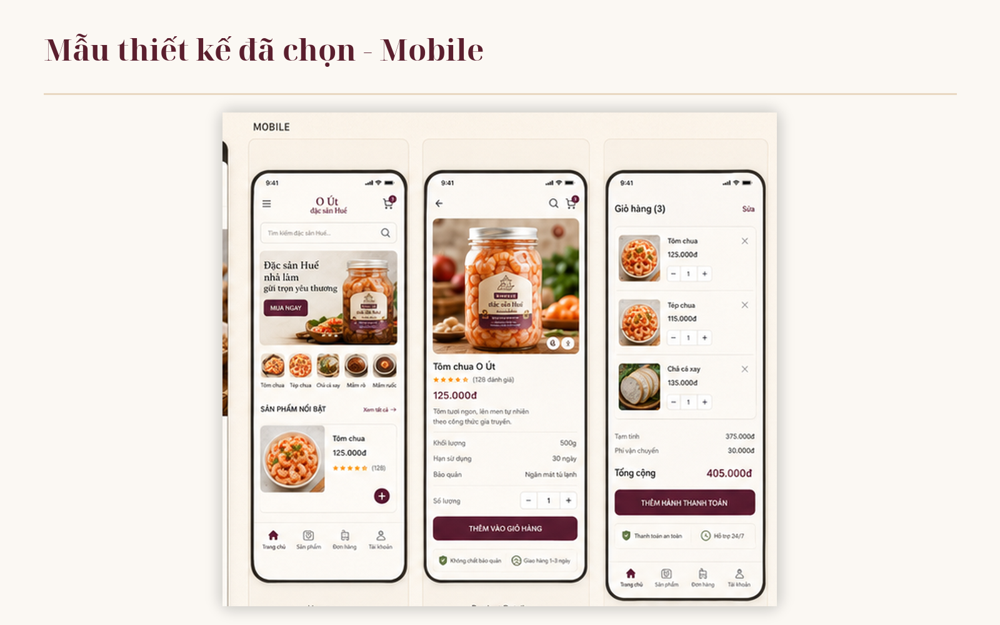 Mẫu thiết kế đã chọn - Mobile
MOBILE
9:41
O Út
đặc sản Huế
3
Tìm kiếm đặc sản Huế...
Đặc sản Huế
nhà làm
gửi trọn yêu thương
MUA NGAY
Tôm chua
Tép chua
Chả cá xay
Mắm rò
Mắm ruốc
SẢN PHẨM NỔI BẬT
Xem tất cả →
Tôm chua
125.000đ
(128)
Trang chủ
Sản phẩm
Đơn hàng
Tài khoản
9:41
3
đặc sản Huế
Tôm chua O Út
(128 đánh giá)
125.000đ
Tôm tươi ngon, lên men tự nhiên
theo công thức gia truyền.
Khối lượng 500g
Hạn sử dụng 30 ngày
Bảo quản Ngăn mát tủ lạnh
Số lượng − 1 +
THÊM VÀO GIỎ HÀNG
Không chất bảo quản
Giao hàng 1-3 ngày
9:41
Giỏ hàng (3) Sửa
Tôm chua
125.000đ
− 1 +
Tép chua
115.000đ
− 1 +
Chả cá xay
135.000đ
− 1 +
Tạm tính 375.000đ
Phí vận chuyển 30.000đ
Tổng cộng 405.000đ
THÊM HÀNH THANH TOÁN
Thanh toán an toàn
Hỗ trợ 24/7
Trang chủ
Sản phẩm
Đơn hàng
Tài khoản